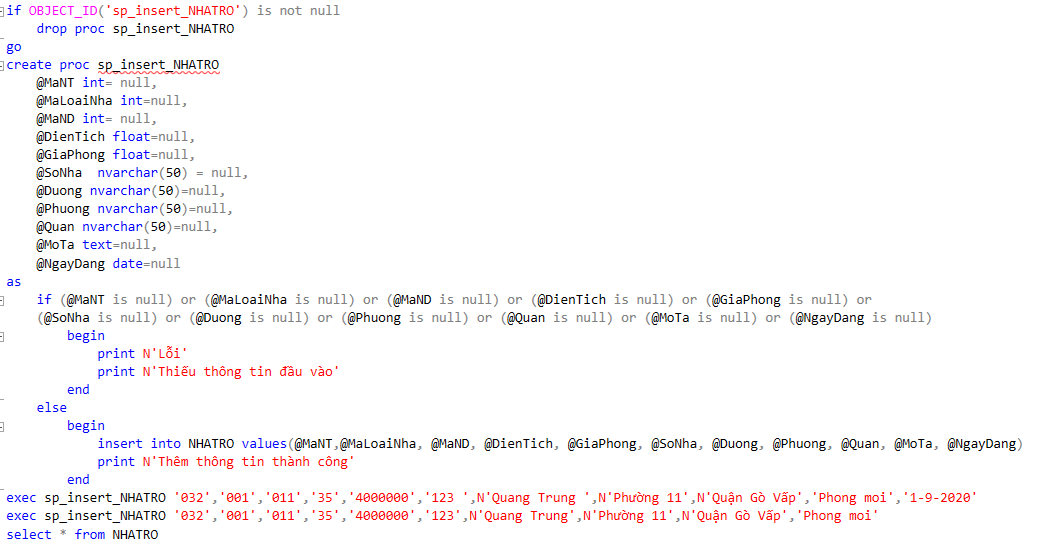 if OBJECT_ID('sp_insert_NHATRO') is not null
    drop proc sp_insert_NHATRO
go
create proc sp_insert_NHATRO
    @MaNT int= null,
    @MaLoaiNha int=null,
    @MaND int= null,
    @DienTich float=null,
    @GiaPhong float=null,
    @SoNha  nvarchar(50) = null,
    @Duong nvarchar(50)=null,
    @Phuong nvarchar(50)=null,
    @Quan nvarchar(50)=null,
    @MoTa text=null,
    @NgayDang date=null
as
    if (@MaNT is null) or (@MaLoaiNha is null) or (@MaND is null) or (@DienTich is null) or (@GiaPhong is null) or
    (@SoNha is null) or (@Duong is null) or (@Phuong is null) or (@Quan is null) or (@MoTa is null) or (@NgayDang is null)
        begin
            print N'Lỗi'
            print N'Thiếu thông tin đầu vào'
        end
    else
        begin
            insert into NHATRO values(@MaNT,@MaLoaiNha, @MaND, @DienTich, @GiaPhong, @SoNha, @Duong, @Phuong, @Quan, @MoTa, @NgayDang)
            print N'Thêm thông tin thành công'
        end
exec sp_insert_NHATRO '032','001','011','35','4000000','123 ',N'Quang Trung ',N'Phường 11',N'Quận Gò Vấp','Phong moi','1-9-2020'
exec sp_insert_NHATRO '032','001','011','35','4000000','123',N'Quang Trung',N'Phường 11',N'Quận Gò Vấp','Phong moi'
select * from NHATRO